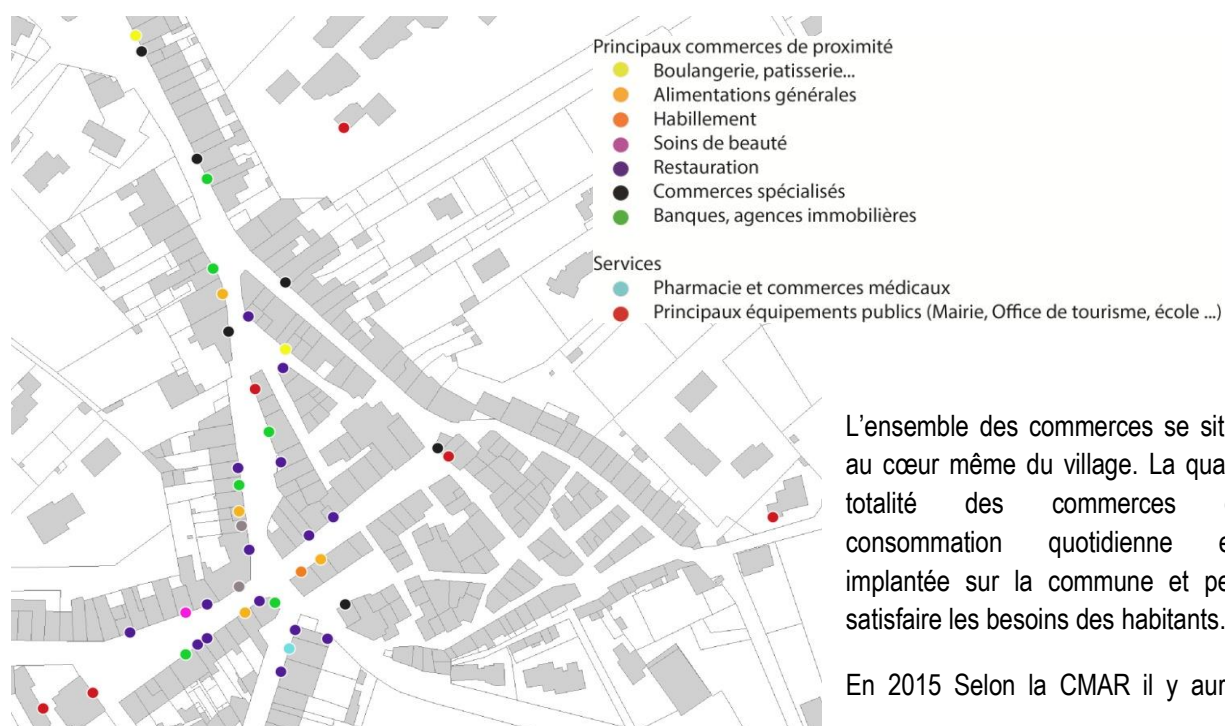 Principaux commerces de proximité
Boulangerie, patisserie...
Alimentations générales
Habillement
Soins de beauté
Restauration
Commerces spécialisés
Banques, agences immobilières
Services
Pharmacie et commerces médicaux
Principaux équipements publics (Mairie, Office de tourisme, école ...)
L'ensemble des commerces se sit
au cœur même du village. La qua
totalité des commerces
consommation quotidienne e
implantée sur la commune et pe
satisfaire les besoins des habitants.
En 2015 Selon la CMAR il y aur